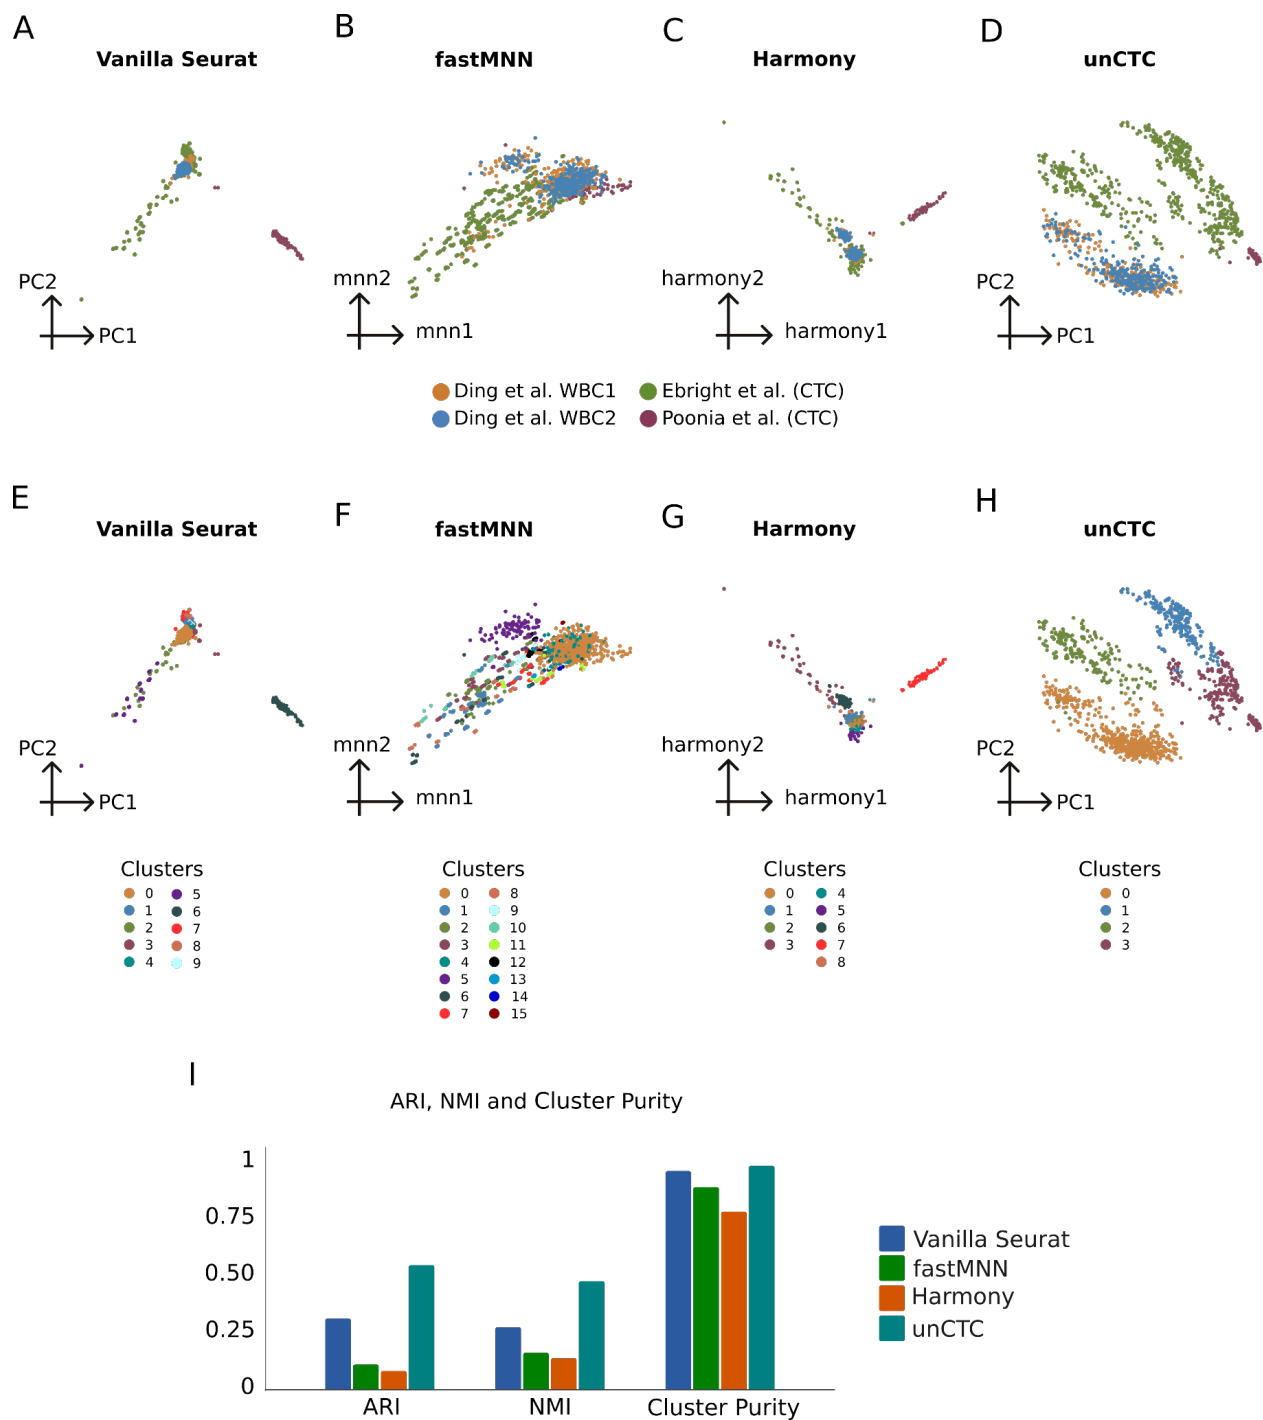 A
B
C
D
Vanilla Seurat
fastMNN
Harmony
unCTC
PC2
PC1
mnn2
mnn1
harmony2
harmony1
PC2
PC1
Ding et al. WBC1
Ebright et al. (CTC)
Ding et al. WBC2
Poonia et al. (CTC)
E
F
G
H
Vanilla Seurat
fastMNN
Harmony
unCTC
PC2
PC1
mnn2
mnn1
harmony2
harmony1
PC2
PC1
Clusters
0 5
1 6
2 7
3 8
4 9
Clusters
0 8
1 9
2 10
3 11
4 12
5 13
6 14
7 15
Clusters
0 4
1 5
2 6
3 7
8
Clusters
0
1
2
3
I
ARI, NMI and Cluster Purity
1
0.75
0.50
0.25
0
ARI
NMI
Cluster Purity
Vanilla Seurat
fastMNN
Harmony
unCTC